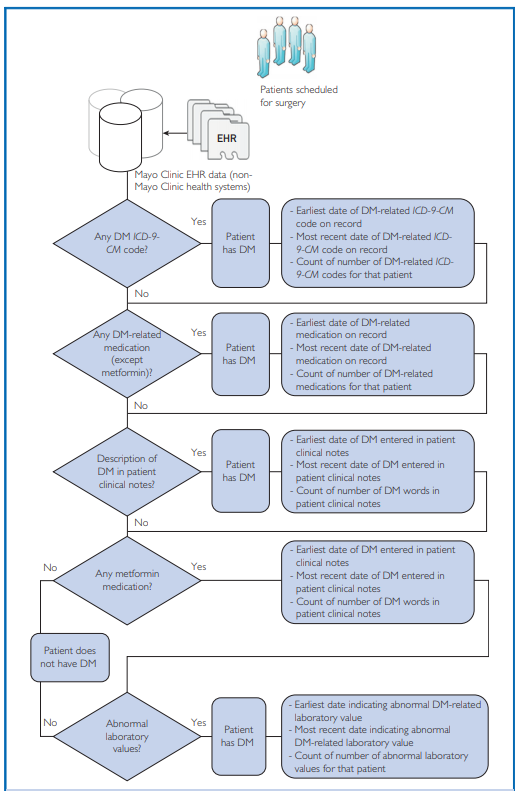 Patients scheduled
for surgery
EHR
Mayo Clinic EHR data (non-
Mayo Clinic health systems)
Any DM ICD-9-
CM code?
Yes
Patient
has DM
- Earliest date of DM-related ICD-9-CM
code on record
- Most recent date of DM-related ICD-
9-CM code on record
- Count of number of DM-related ICD-
9-CM codes for that patient
No
Any DM-related
medication
(except
metformin)?
Yes
Patient
has DM
- Earliest date of DM-related
medication on record
- Most recent date of DM-related
medication on record
- Count of number of DM-related
medications for that patient
No
Description of
DM in patient
clinical notes?
Yes
Patient
has DM
- Earliest date of DM entered in patient
clinical notes
- Most recent date of DM entered in
patient clinical notes
- Count of number of DM words in
patient clinical notes
No
No
Any metformin
medication?
Yes
- Earliest date of DM entered in patient
clinical notes
- Most recent date of DM entered in
patient clinical notes
- Count of number of DM words in
patient clinical notes
Patient does
not have DM
No
Abnormal
laboratory
values?
Yes
Patient
has DM
- Earliest date indicating abnormal DM-related
laboratory value
- Most recent date indicating abnormal
DM-related laboratory value
- Count of number of abnormal laboratory
values for that patient